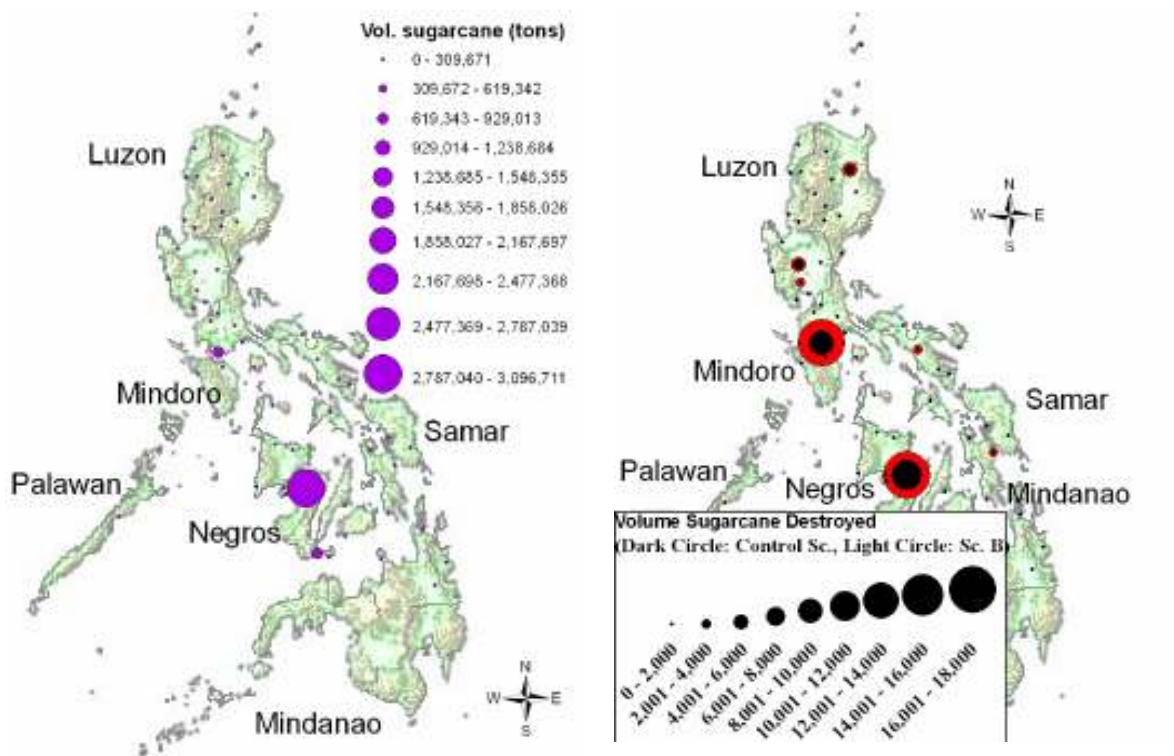 Vol. sugarcane (tons)
0 - 309,671
309,672 - 619,342
619,343 - 929,013
929,014 - 1,238,684
1,238,685 - 1,548,355
1,548,356 - 1,858,026
1,858,027 - 2,167,697
2,167,698 - 2,477,368
2,477,369 - 2,787,039
2,787,040 - 3,096,711
Luzon
Mindoro
Samar
Palawan
Negros
Mindanao
N
W E
S
Luzon
N
W E
S
Mindoro
Samar
Palawan
Negros
Mindanao
Volume Sugarcane Destroyed
(Dark Circle: Control Sc., Light Circle: Sc. B)
0 - 2,000
2,001 - 4,000
4,001 - 6,000
6,001 - 8,000
8,001 - 10,000
10,001 - 12,000
12,001 - 14,000
14,001 - 16,000
16,001 - 18,000